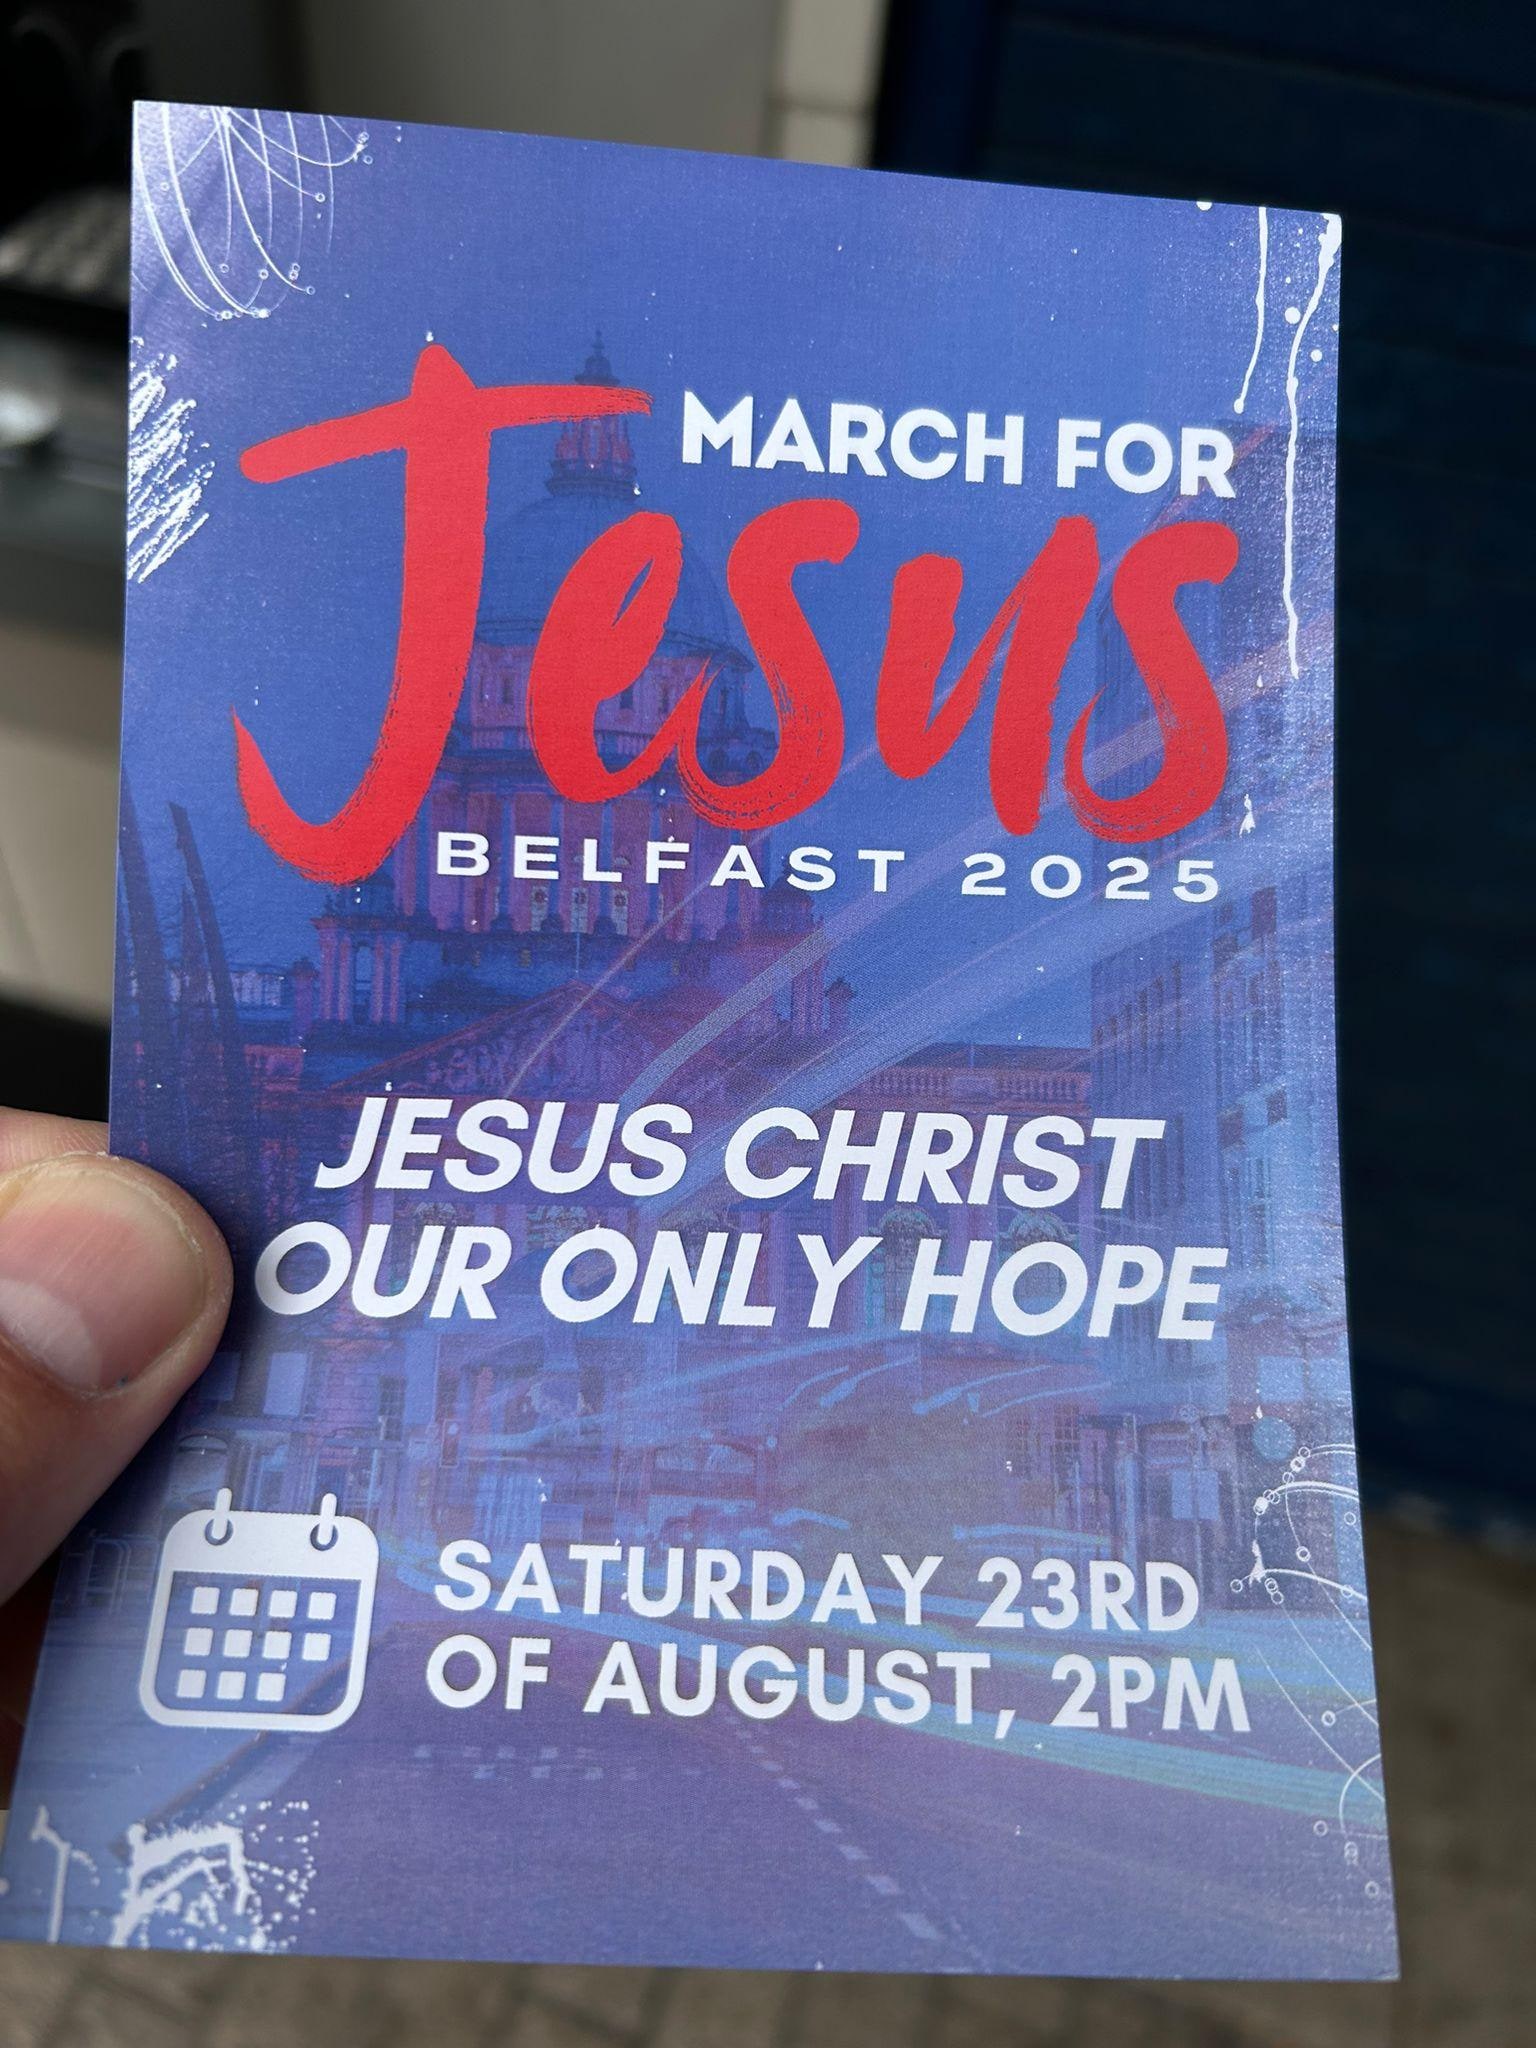 MARCH FOR
Jesus
BELFAST 2025
JESUS CHRIST
OUR ONLY HOPE
SATURDAY 23RD
OF AUGUST, 2PM